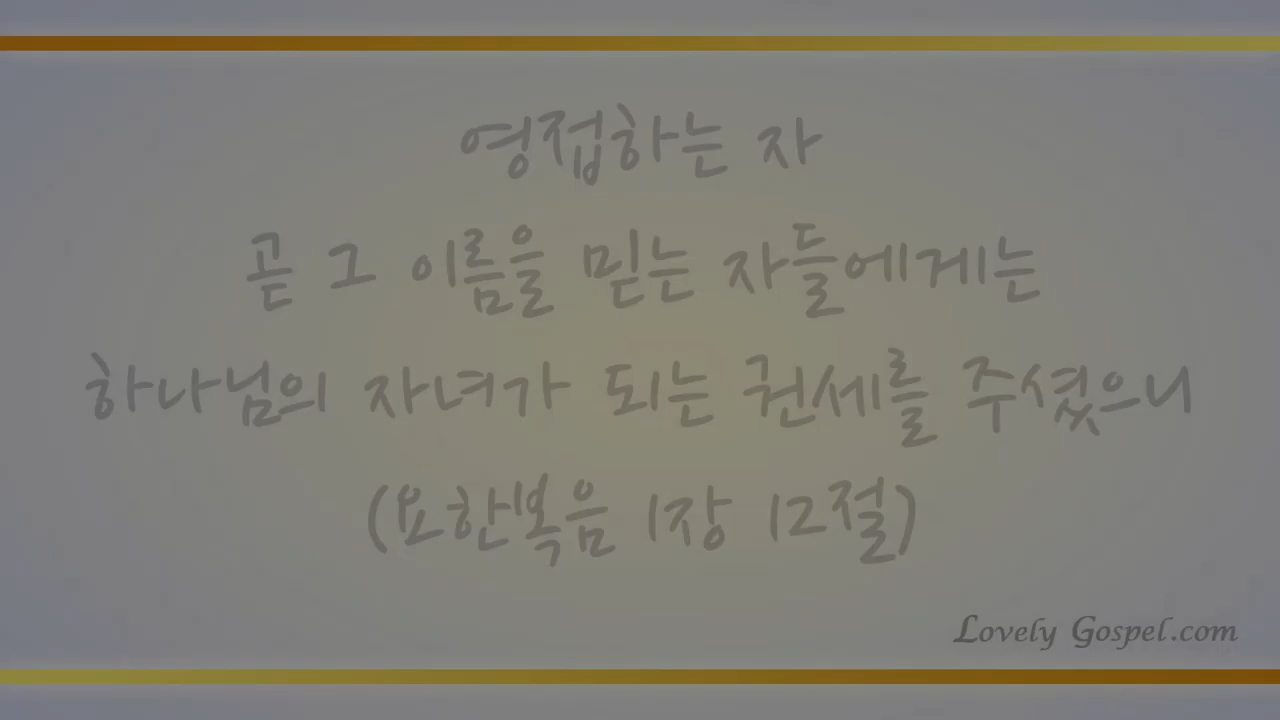 영접하는 자
곧 그 이름을 믿는 자들에게는
하나님의 자녀가 되는 권세를 주셨으니
(요한복음 1장 12절)
Lovely Gospel.com